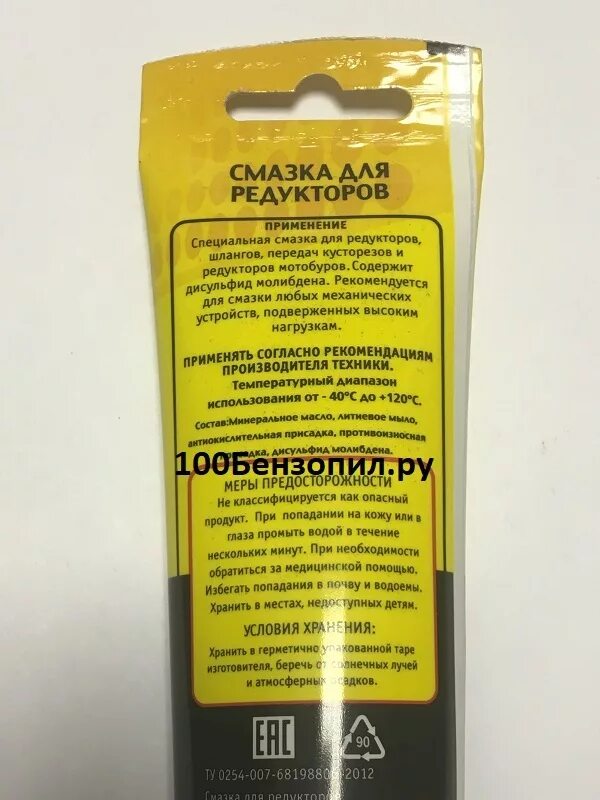 СМАЗКА ДЛЯ
РЕДУКТОРОВ
ПРИМЕНЕНИЕ
Специальная смазка для редукторов,
шлангов, передач кусторезов и
редукторов мотобуров. Содержит
дисульфид молибдена. Рекомендуется
для смазки любых механических
устройств, подверженных высоким
нагрузкам.
ПРИМЕНЯТЬ СОГЛАСНО РЕКОМЕНДАЦИЯМ
ПРОИЗВОДИТЕЛЯ ТЕХНИКИ.
Температурный диапазон
использования от - 40°С до +120°С.
Состав:Минеральное масло, литиевое мыло,
антиокислительная присадка, противоизносная
дисульфид молибдена.
100Бензопил.ру
МЕРЫ ПРЕДОСТОРОЖНОСТИ
Не классифицируется как опасный
продукт. При попадании на кожу или в
глаза промыть водой в течение
нескольких минут. При необходимости
обратиться за медицинской помощью.
Избегать попадания в почву и водоемы.
Хранить в местах, недоступных детям.
УСЛОВИЯ ХРАНЕНИЯ:
Хранить в герметично упакованной таре
изготовителя, беречь от солнечных лучей
и атмосферных осадков.
ЕАС
90
ТУ
Смазка для редукторов